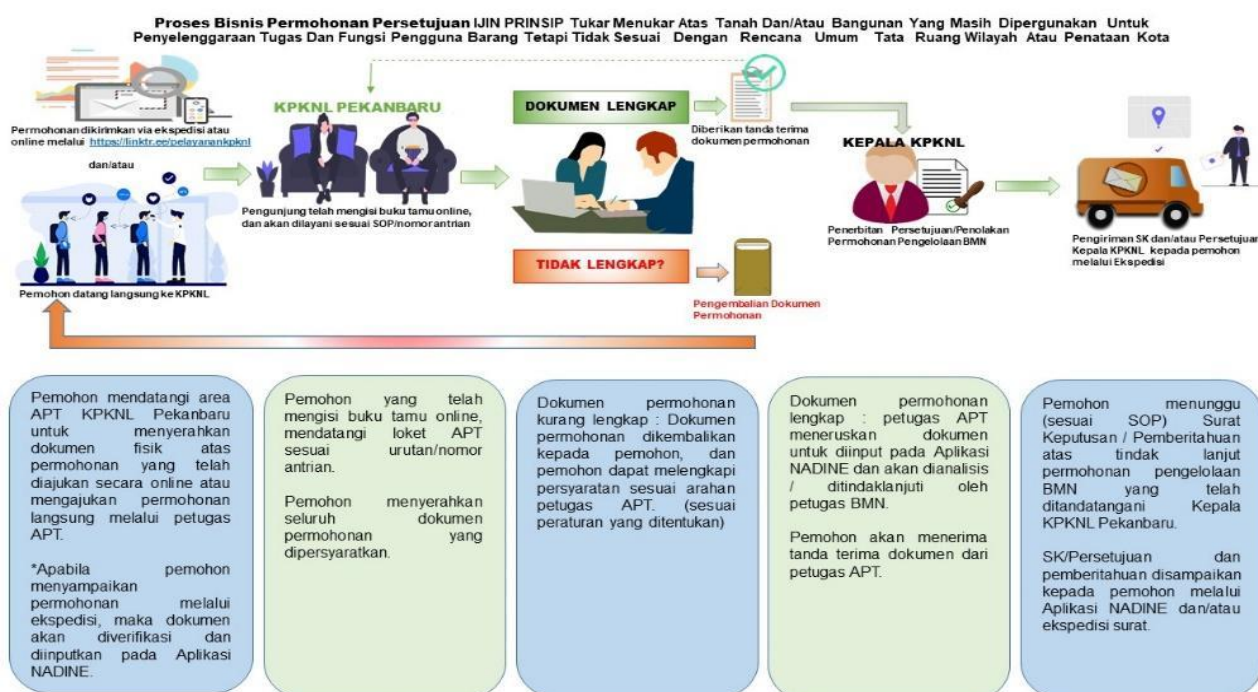 Proses Bisnis Permohonan Persetujuan IJIN PRINSIP Tukar Menukar Atas Tanah Dan/Atau Bangunan Yang Masih Dipergunakan Untuk
Penyelenggaraan Tugas Dan Fungsi Pengguna Barang Tetapi Tidak Sesuai Dengan Rencana Umum Tata Ruang Wilayah Atau Penataan Kota
Permohonan dikirimkan via ekspedisi atau
online melalui https://linktr.ee/pelayanankpknl
dan/atau
Pemohon datang langsung ke KPKNL
KPKNL PEKANBARU
Pengunjung telah mengisi buku tamu online,
dan akan dilayani sesuai SOP/nomor antrian
DOKUMEN LENGKAP
Diberikan tanda terima
dokumen permohonan
TIDAK LENGKAP?
Pengembalian Dokumen
Permohonan
KEPALA KPKNL
Penerbitan Persetujuan/Penolakan
Permohonan Pengelolaan BMN
Pengiriman SK dan/atau Persetujuan
Kepala KPKNL kepada pemohon
melalui Ekspedisi
Pemohon mendatangi area
APT KPKNL Pekanbaru
untuk menyerahkan
dokumen fisik atas
permohonan yang telah
diajukan secara online atau
mengajukan permohonan
langsung melalui petugas
APT.
*Apabila pemohon
menyampaikan
permohonan melalui
ekspedisi, maka dokumen
akan diverifikasi dan
diinputkan pada Aplikasi
NADINE.
Pemohon yang telah
mengisi buku tamu online,
mendatangi loket APT
sesuai urutan/nomor
antrian.
Pemohon menyerahkan
seluruh dokumen
permohonan yang
dipersyaratkan.
Dokumen permohonan
kurang lengkap : Dokumen
permohonan dikembalikan
kepada pemohon, dan
pemohon dapat melengkapi
persyaratan sesuai arahan
petugas APT. (sesuai
peraturan yang ditentukan)
Dokumen permohonan
lengkap : petugas APT
meneruskan dokumen
untuk diinput pada Aplikasi
NADINE dan akan dianalisis
/ ditindaklanjuti oleh
petugas BMN.
Pemohon akan menerima
tanda terima dokumen dari
petugas APT.
Pemohon menunggu
(sesuai SOP) Surat
Keputusan / Pemberitahuan
atas tindak lanjut
permohonan pengelolaan
BMN yang telah
ditandatangani Kepala
KPKNL Pekanbaru.
SK/Persetujuan dan
pemberitahuan disampaikan
kepada pemohon melalui
Aplikasi NADINE dan/atau
ekspedisi surat.